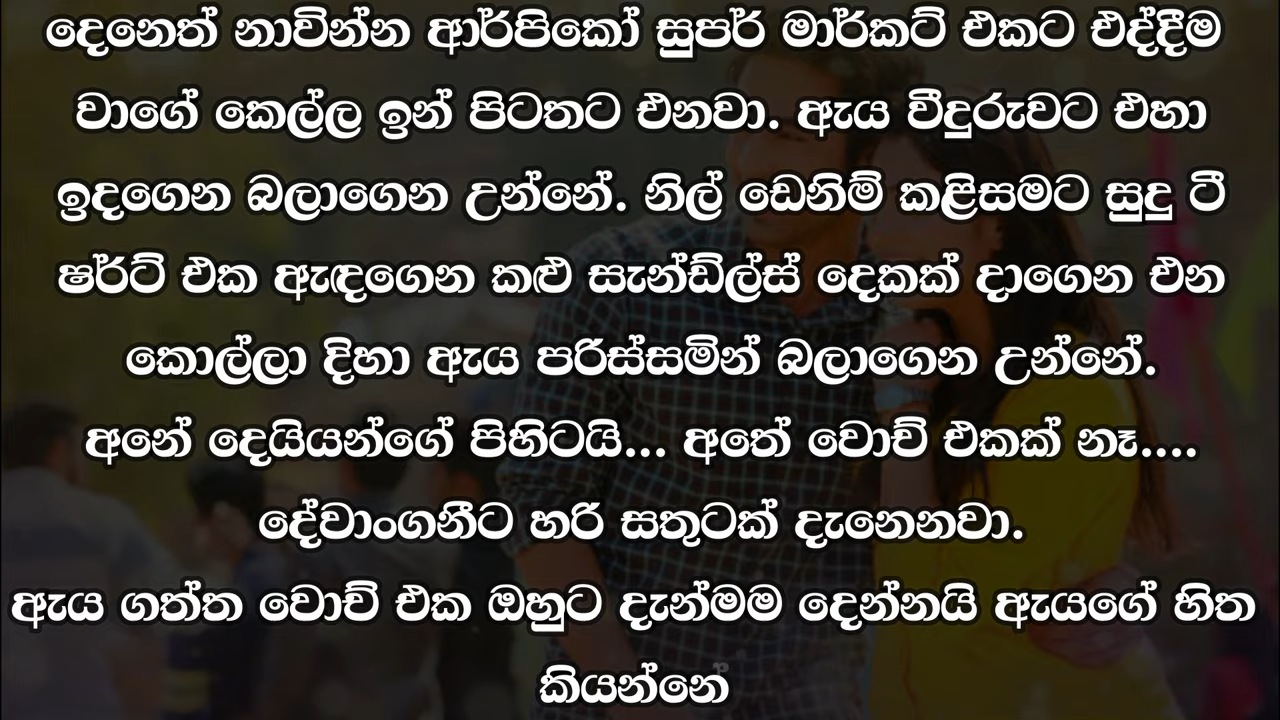 දෙනෙත් නාවින්න ආර්පිකෝ සුපර් මාර්කට් එකට එද්දීම
වාගේ කෙල්ල ඉන් පිටතට එනවා. ඇය වීදුරුවට එහා
ඉදගෙන බලාගෙන උන්නේ. නිල් ඩෙනිම් කළිසමට සුදු ටී
ෂර්ට් එක ඇඳගෙන කළු සැන්ඩ්ල්ස් දෙකක් දාගෙන එන
කොල්ලා දිහා ඇය පරිස්සමින් බලාගෙන උන්නේ.
අනේ දෙයියන්ගේ පිහිටයි... අතේ වොච් එකක් නෑ....
දේවාංගනීට හරි සතුටක් දැනෙනවා.
ඇය ගත්ත වොච් එක ඔහුට දැන්මම දෙන්නයි ඇයගේ හිත
කියන්නේ